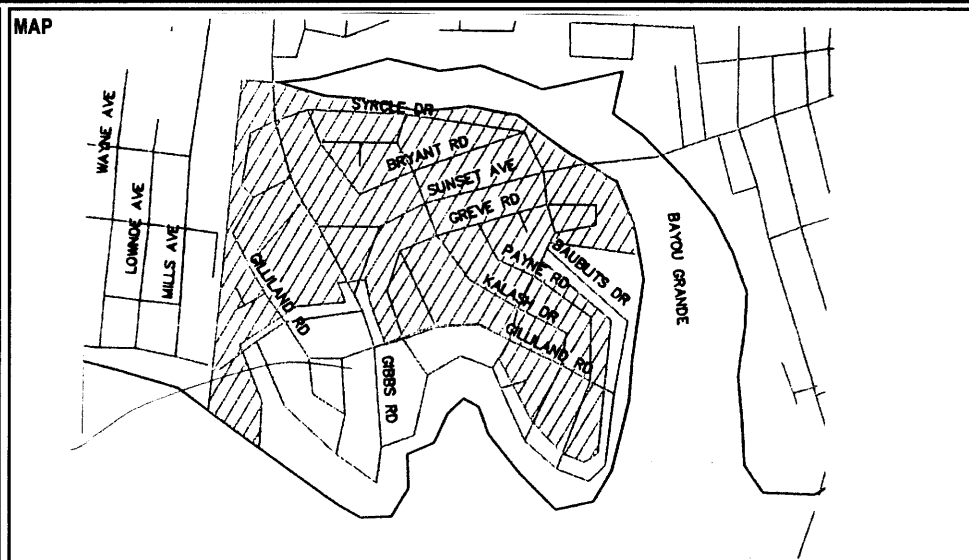 MAP
WAYNE AVE
LOWNDE AVE
MILLS AVE
SYRCLE DR
BRYANT RD
SUNSET AVE
GREVE RD
BAUBLITS DR
PAYNE RD
KALASH DR
GILLILAND RD
GILLILAND RD
GIBBS RD
BAYOU GRANDE